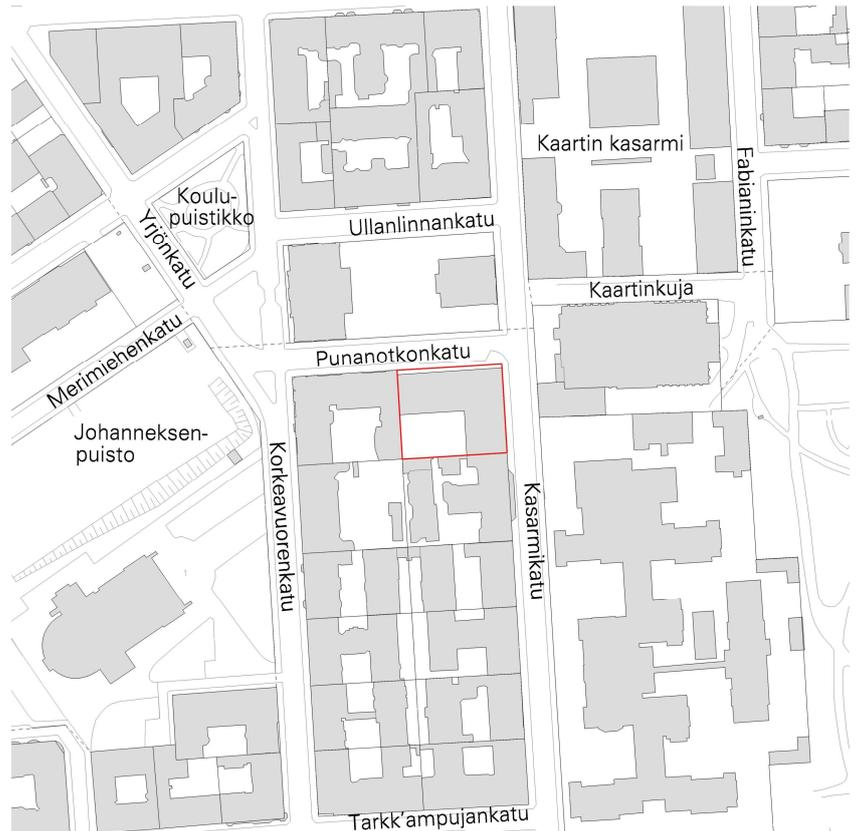 Kaartin kasarmi
Fabianinkatu
Koulu-
puistikko
Yrjönkatu
Ullanlinnankatu
Kaartinkuja
Merimiehenkatu
Punanotkonkatu
Johanneksen-
puisto
Korkeavuorenkatu
Kasarmikatu
Tarkk'ampujankatu